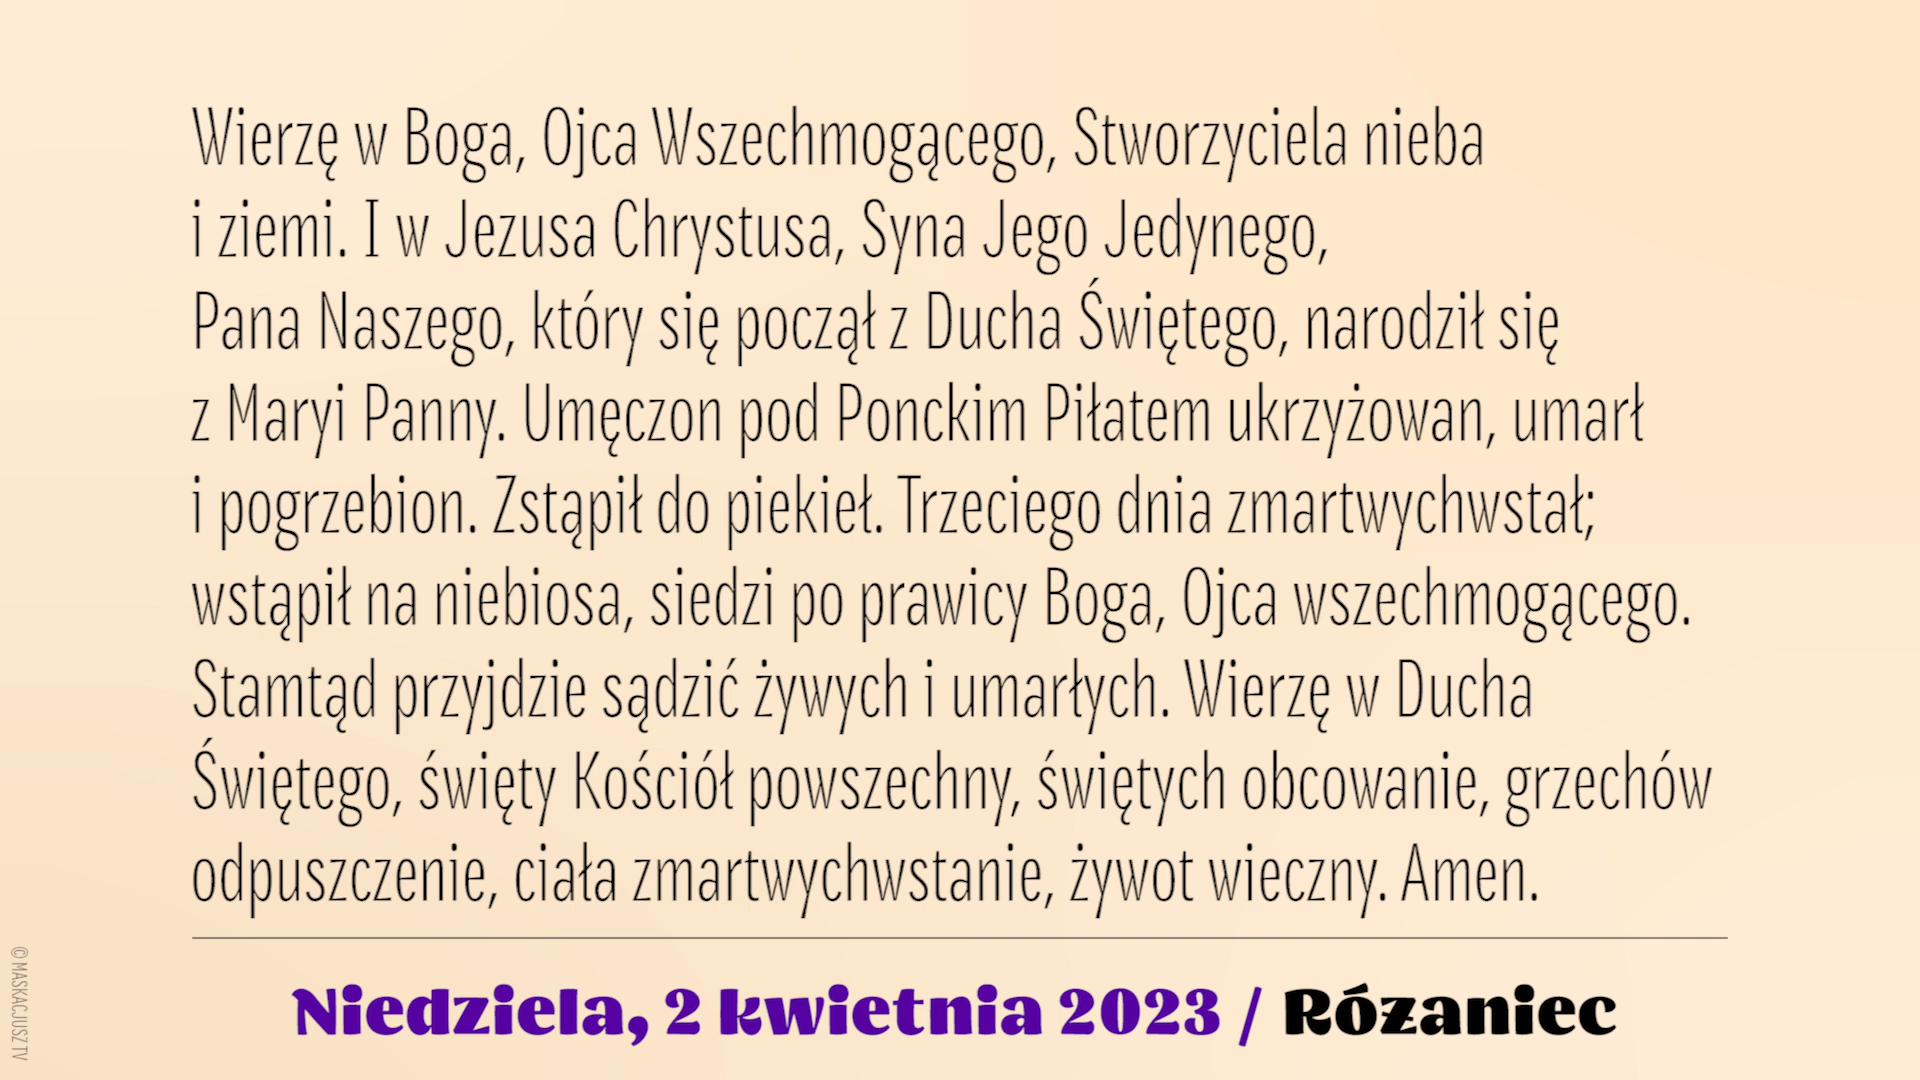 Wierzę w Boga, Ojca Wszechmogącego, Stworzyciela nieba
i ziemi. I w Jezusa Chrystusa, Syna Jego Jedynego,
Pana Naszego, który się począł z Ducha Świętego, narodził się
z Maryi Panny. Umęczon pod Ponckim Piłatem ukrzyżowan, umarł
i pogrzebion. Zstąpił do piekieł. Trzeciego dnia zmartwychwstał;
wstąpił na niebiosa, siedzi po prawicy Boga, Ojca wszechmogącego.
Stamtąd przyjdzie sądzić żywych i umarłych. Wierzę w Ducha
Świętego, święty Kościół powszechny, świętych obcowanie, grzechów
odpuszczenie, ciała zmartwychwstanie, żywot wieczny. Amen.
Niedziela, 2 kwietnia 2023 / Różaniec
© MASKACJUSZ TV